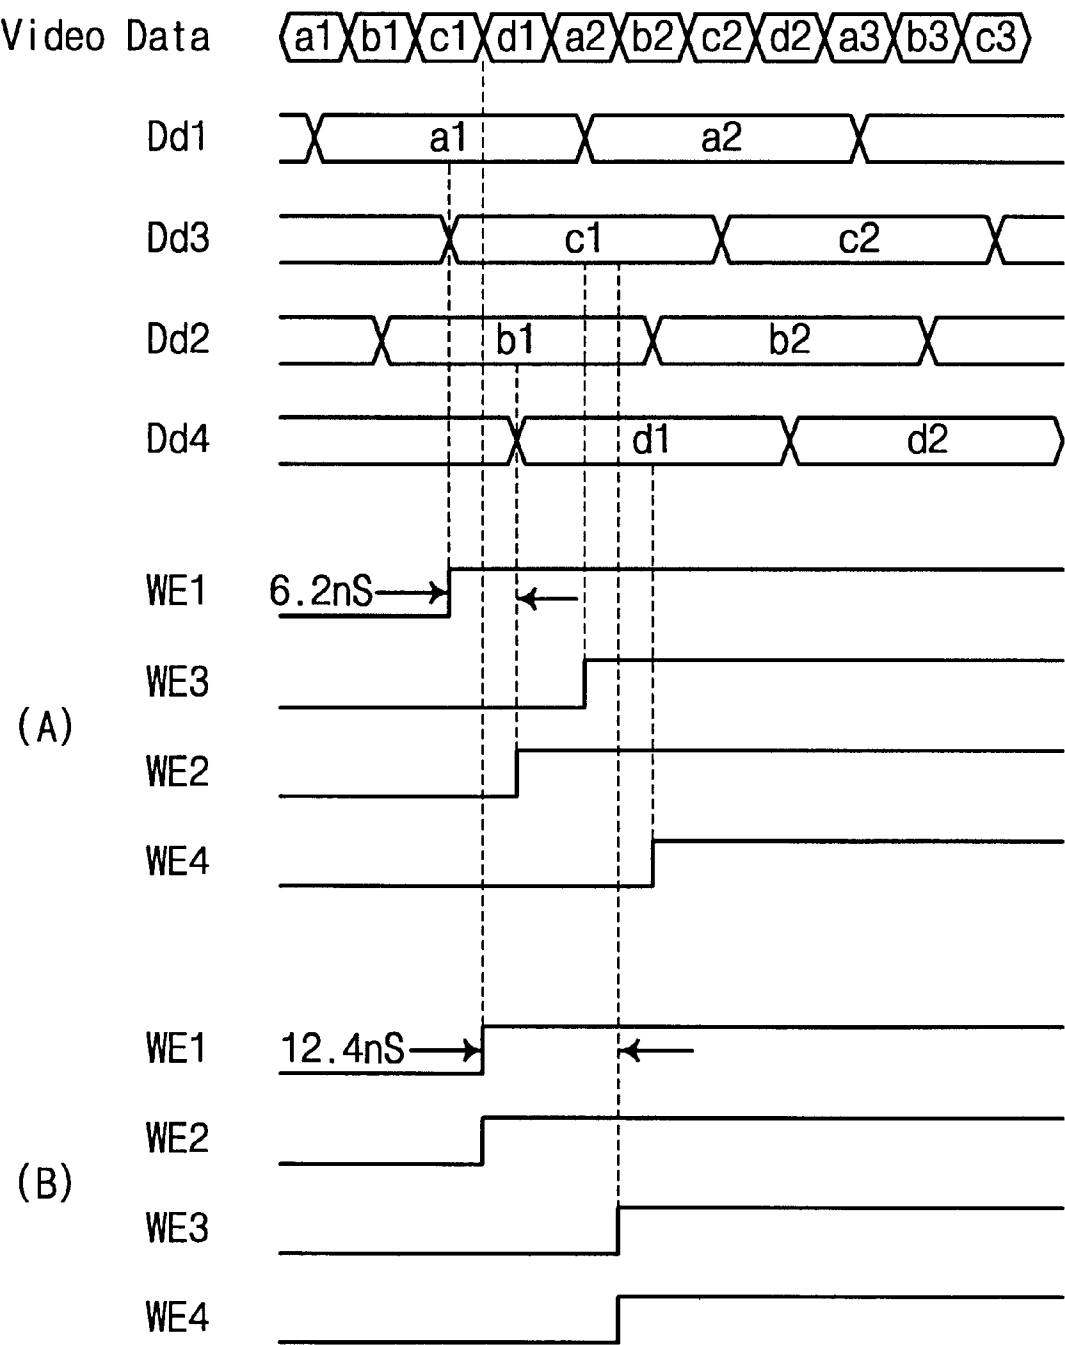 Video Data a1 b1 c1 d1 a2 b2 c2 d2 a3 b3 c3
Dd1 a1 a2
Dd3 c1 c2
Dd2 b1 b2
Dd4 d1 d2
WE1 6.2nS
WE3
(A)
WE2
WE4
WE1 12.4nS
WE2
(B)
WE3
WE4